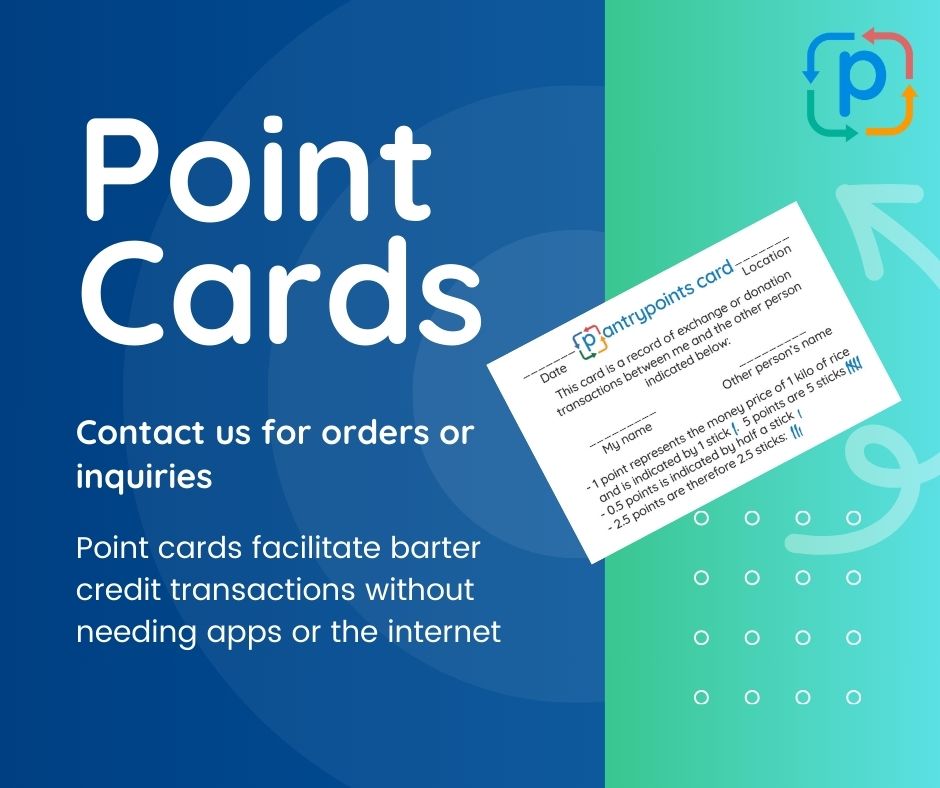 Point
Cards
Contact us for orders or
inquiries
Point cards facilitate barter
credit transactions without
needing apps or the internet
p
pantrypoints card
Date
Location
This card is a record of exchange or donation
transactions between me and the other person
indicated below:
My name
Other person's name
- 1 point represents the money price of 1 kilo of rice
and is indicated by 1 stick. 5 points are 5 sticks
- 0.5 points is indicated by half a stick
- 2.5 points are therefore 2.5 sticks: